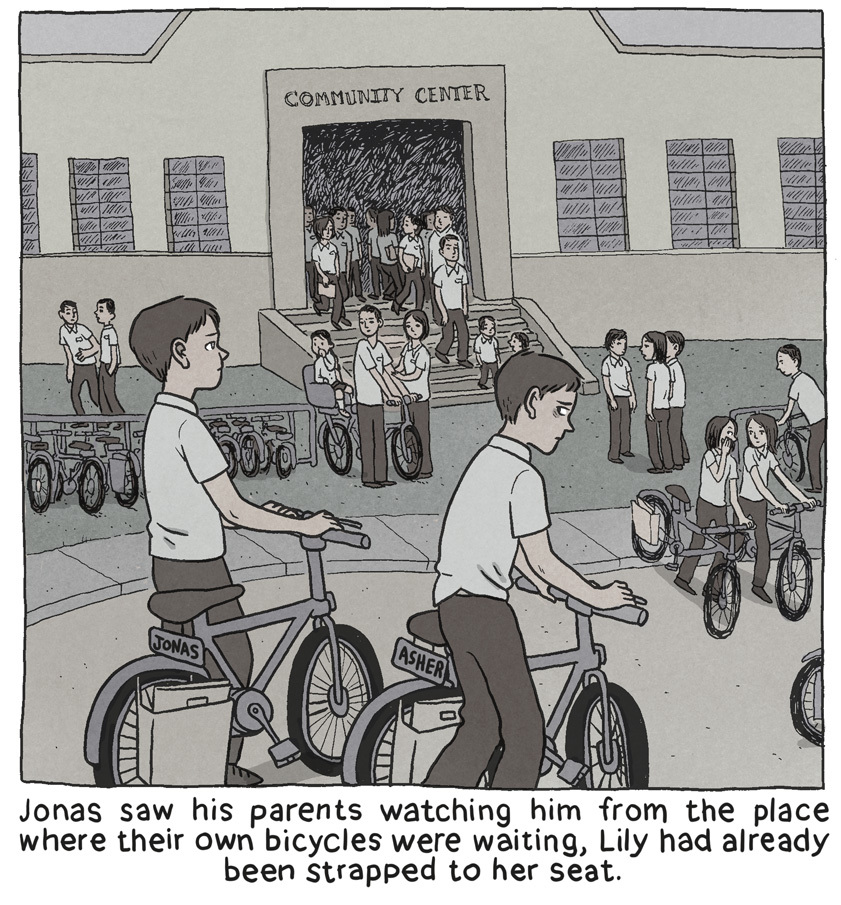 COMMUNITY CENTER
JONAS
ASHER
Jonas saw his parents watching him from the place
where their own bicycles were waiting, Lily had already
been strapped to her seat.